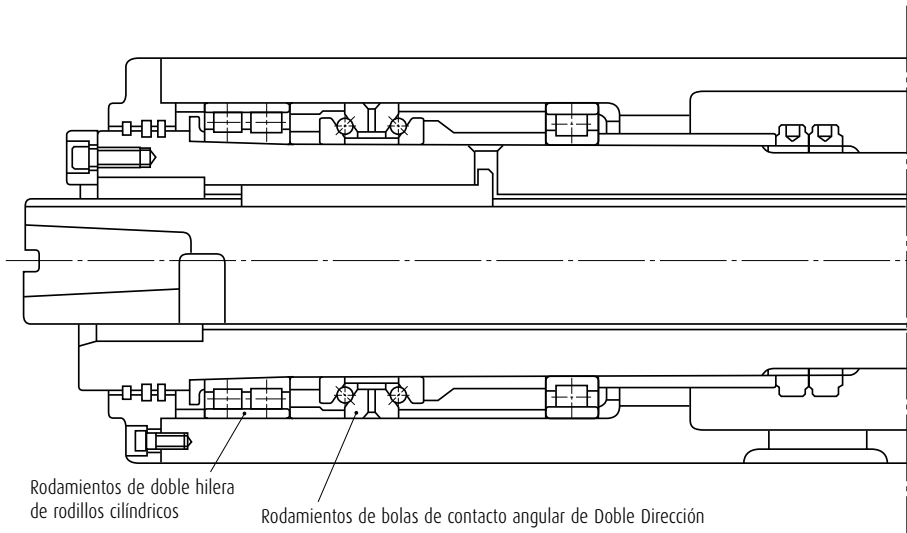 Rodamientos de doble hilera
de rodillos cilíndricos
Rodamientos de bolas de contacto angular de Doble Dirección